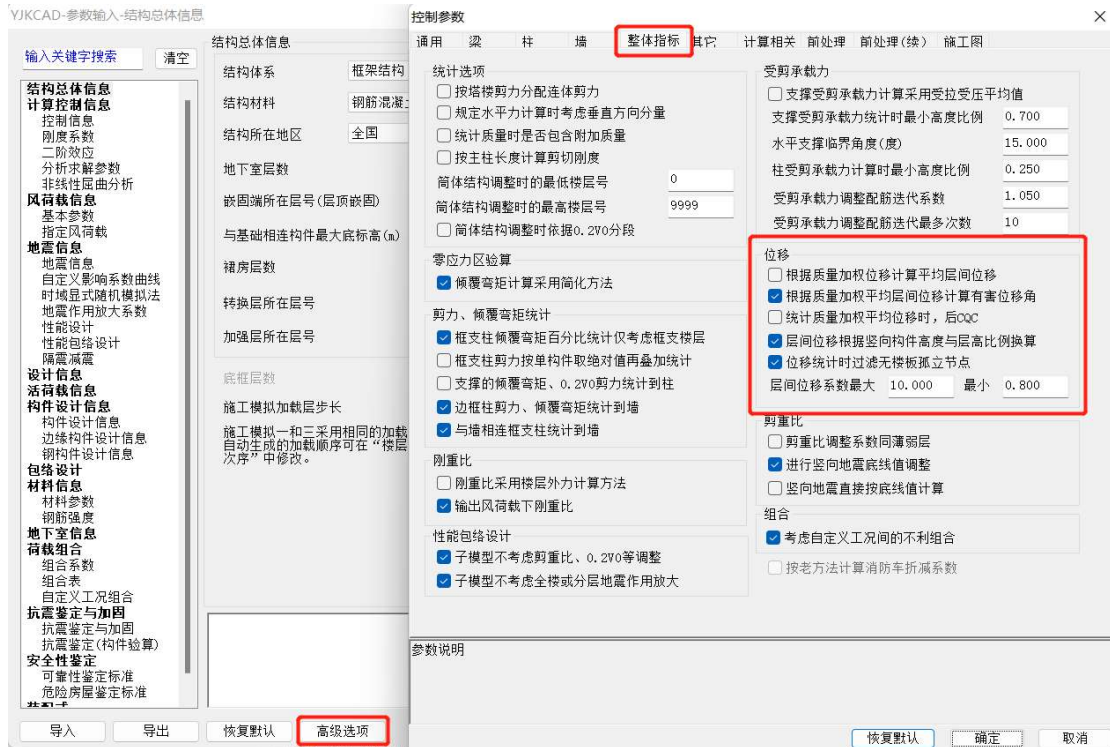 YJKCAD-参数输入-结构总体信息
输入关键字搜索
清空
结构总体信息
计算控制信息
控制信息
刚度系数
二阶效应
分析求解参数
非线性屈曲分析
风荷载信息
基本参数
指定风荷载
地震信息
地震信息
自定义影响系数曲线
时域显式随机模拟法
地震作用放大系数
性能设计
性能包络设计
隔震减震
设计信息
活荷载信息
构件设计信息
构件设计信息
边缘构件设计信息
钢构件设计信息
包络设计
材料信息
材料参数
钢筋强度
地下室信息
荷载组合
组合系数
组合表
自定义工况组合
抗震鉴定与加固
抗震鉴定与加固
抗震鉴定(构件验算)
安全性鉴定
可靠性鉴定标准
危险房屋鉴定标准
导入
导出
恢复默认
高级选项
结构总体信息
结构体系
框架结构
结构材料
钢筋混凝
结构所在地区
全国
地下室层数
嵌固端所在层号(层顶嵌固)
与基础相连构件最大底标高(m)
裙房层数
转换层所在层号
加强层所在层号
底框层数
施工模拟加载层步长
施工模拟一和三采用相同的加载
自动生成的加载顺序可在“楼层
次序”中修改。
控制参数
通用 梁 柱 墙 整体指标 其它 计算相关 前处理 前处理(续) 施工图
统计选项
按塔楼剪力分配连体剪力
规定水平力计算时考虑垂直方向分量
统计质量时是否包含附加质量
按主柱长度计算剪切刚度
筒体结构调整时的最低楼层号 0
筒体结构调整时的最高楼层号 9999
筒体结构调整时依据0.2V0分段
零应力区验算
倾覆弯矩计算采用简化方法
剪力、倾覆弯矩统计
框支柱倾覆弯矩百分比统计仅考虑框支楼层
框支柱剪力按单构件取绝对值再叠加统计
支撑的倾覆弯矩、0.2V0剪力统计到柱
边框柱剪力、倾覆弯矩统计到墙
与墙相连框支柱统计到墙
刚重比
刚重比采用楼层外力计算方法
输出风荷载下刚重比
性能包络设计
子模型不考虑剪重比、0.2V0等调整
子模型不考虑全楼或分层地震作用放大
受剪承载力
支撑受剪承载力计算采用受拉受压平均值
支撑受剪承载力统计时最小高度比例 0.700
水平支撑临界角度(度) 15.000
柱受剪承载力计算时最小高度比例 0.250
受剪承载力调整配筋迭代系数 1.050
受剪承载力调整配筋迭代最多次数 10
位移
根据质量加权位移计算平均层间位移
根据质量加权平均层间位移计算有害位移角
统计质量加权平均位移时，后CQC
层间位移根据竖向构件高度与层高比例换算
位移统计时过滤无楼板孤立节点
层间位移系数最大 10.000 最小 0.800
剪重比
剪重比调整系数同薄弱层
进行竖向地震底线值调整
竖向地震直接按底线值计算
组合
考虑自定义工况间的不利组合
按老方法计算消防车折减系数
参数说明
恢复默认
确定
取消